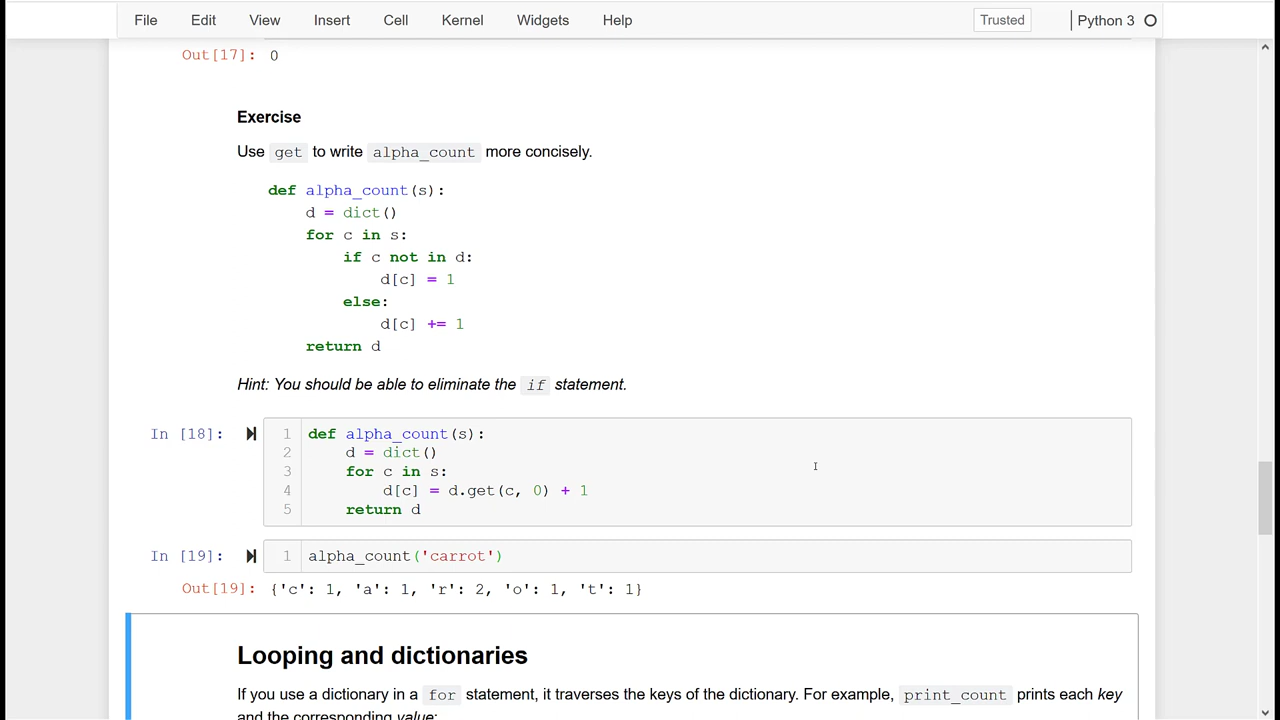 File Edit View Insert Cell Kernel Widgets Help Trusted Python 3
Out[17]: 0
Exercise
Use get to write alpha_count more concisely.
def alpha_count(s):
    d = dict()
    for c in s:
        if c not in d:
            d[c] = 1
        else:
            d[c] += 1
    return d
Hint: You should be able to eliminate the if statement.
In [18]: 1 def alpha_count(s):
2     d = dict()
3     for c in s:
4         d[c] = d.get(c, 0) + 1
5     return d
In [19]: 1 alpha_count('carrot')
Out[19]: {'c': 1, 'a': 1, 'r': 2, 'o': 1, 't': 1}
Looping and dictionaries
If you use a dictionary in a for statement, it traverses the keys of the dictionary. For example, print_count prints each key
and the corresponding value: